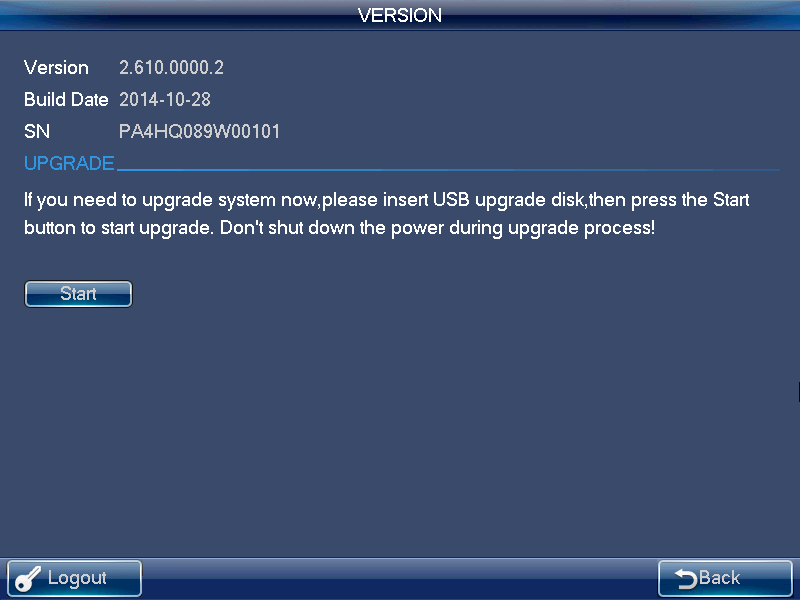 VERSION
Version 2.610.0000.2
Build Date 2014-10-28
SN PA4HQ089W00101
UPGRADE
If you need to upgrade system now,please insert USB upgrade disk,then press the Start
button to start upgrade. Don't shut down the power during upgrade process!
Start
Logout
Back